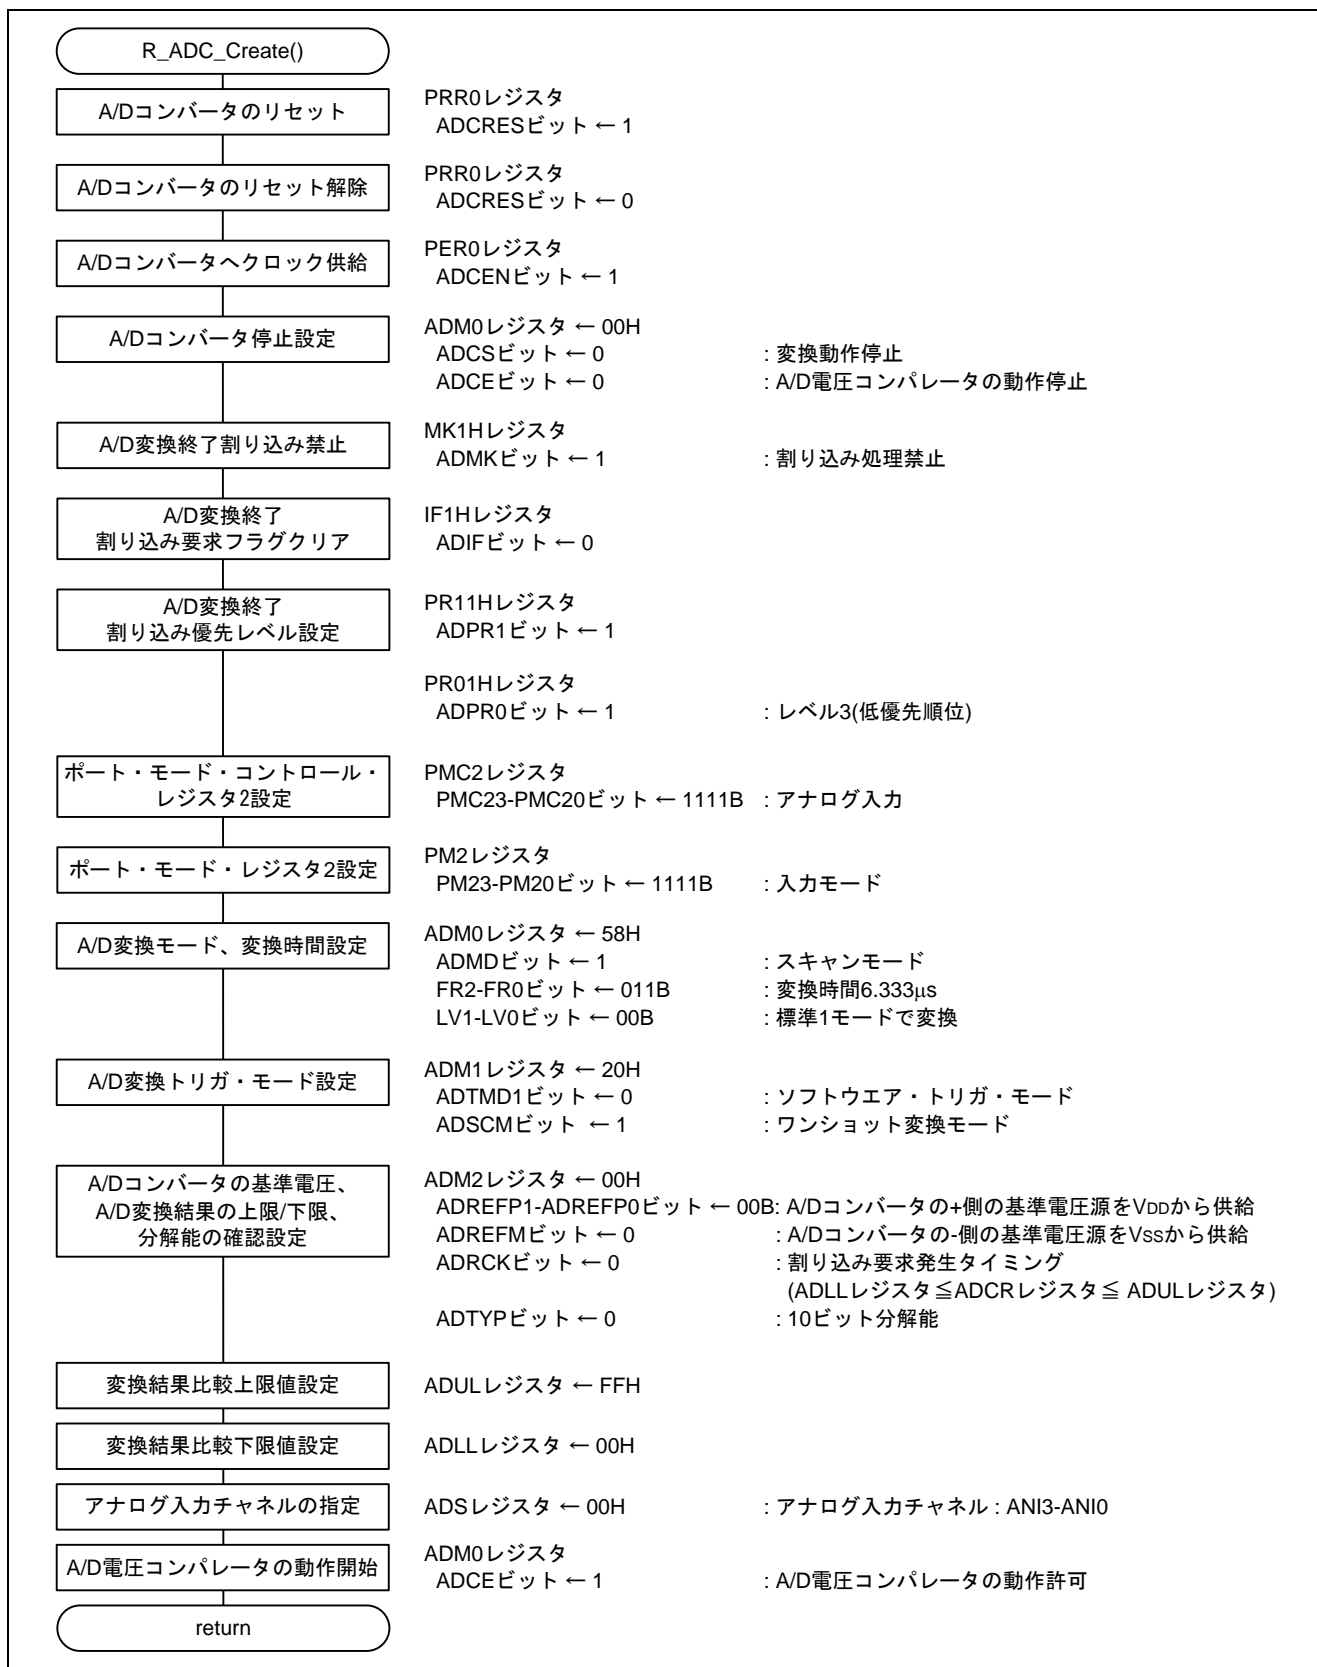 R_ADC_Create()
A/Dコンバータのリセット
PRR0レジスタ
ADCRESビット ← 1
A/Dコンバータのリセット解除
PRR0レジスタ
ADCRESビット ← 0
A/Dコンバータへクロック供給
PER0レジスタ
ADCENビット ← 1
A/Dコンバータ停止設定
ADM0レジスタ ← 00H
ADCSビット ← 0 : 変換動作停止
ADCEビット ← 0 : A/D電圧コンパレータの動作停止
A/D変換終了割り込み禁止
MK1Hレジスタ
ADMKビット ← 1 : 割り込み処理禁止
A/D変換終了
割り込み要求フラグクリア
IF1Hレジスタ
ADIFビット ← 0
A/D変換終了
割り込み優先レベル設定
PR11Hレジスタ
ADPR1ビット ← 1
PR01Hレジスタ
ADPR0ビット ← 1 : レベル3(低優先順位)
ポート・モード・コントロール・
レジスタ2設定
PMC2レジスタ
PMC23-PMC20ビット ← 1111B : アナログ入力
ポート・モード・レジスタ2設定
PM2レジスタ
PM23-PM20ビット ← 1111B : 入力モード
A/D変換モード、変換時間設定
ADM0レジスタ ← 58H
ADMDビット ← 1 : スキャンモード
FR2-FR0ビット ← 011B : 変換時間6.333μs
LV1-LV0ビット ← 00B : 標準1モードで変換
A/D変換トリガ・モード設定
ADM1レジスタ ← 20H
ADTMD1ビット ← 0 : ソフトウエア・トリガ・モード
ADSCMビット ← 1 : ワンショット変換モード
A/Dコンバータの基準電圧、
A/D変換結果の上限/下限、
分解能の確認設定
ADM2レジスタ ← 00H
ADREFP1-ADREFP0ビット ← 00B: A/Dコンバータの+側の基準電圧源をVDDから供給
ADREFMビット ← 0 : A/Dコンバータの-側の基準電圧源をVSSから供給
ADRCKビット ← 0 : 割り込み要求発生タイミング
(ADLLレジスタ≦ADCRレジスタ≦ ADULレジスタ)
ADTYPビット ← 0 : 10ビット分解能
変換結果比較上限値設定
ADULレジスタ ← FFH
変換結果比較下限値設定
ADLLレジスタ ← 00H
アナログ入力チャネルの指定
ADSレジスタ ← 00H : アナログ入力チャネル : ANI3-ANI0
A/D電圧コンパレータの動作開始
ADM0レジスタ
ADCEビット ← 1 : A/D電圧コンパレータの動作許可
return